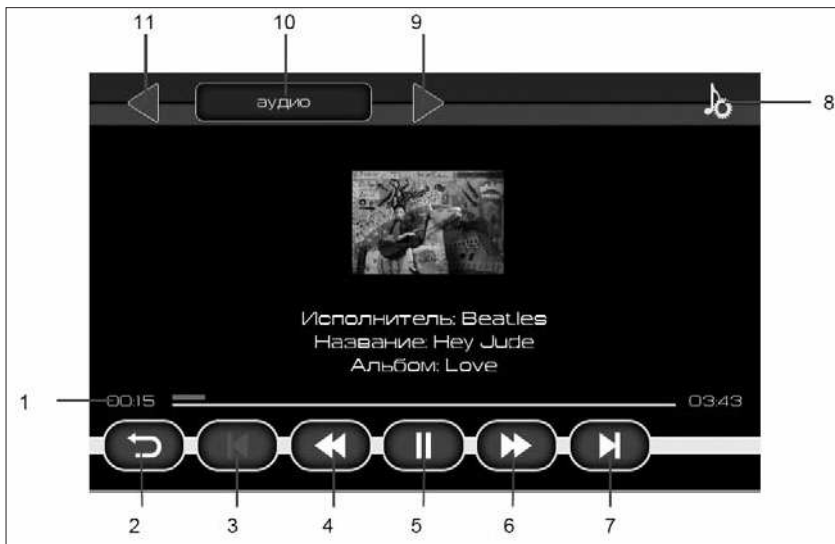 11 10 9
аудио
8
Исполнитель: Beatles
Название: Hey Jude
Альбом: Love
1 00:15 03:43
2 3 4 5 6 7